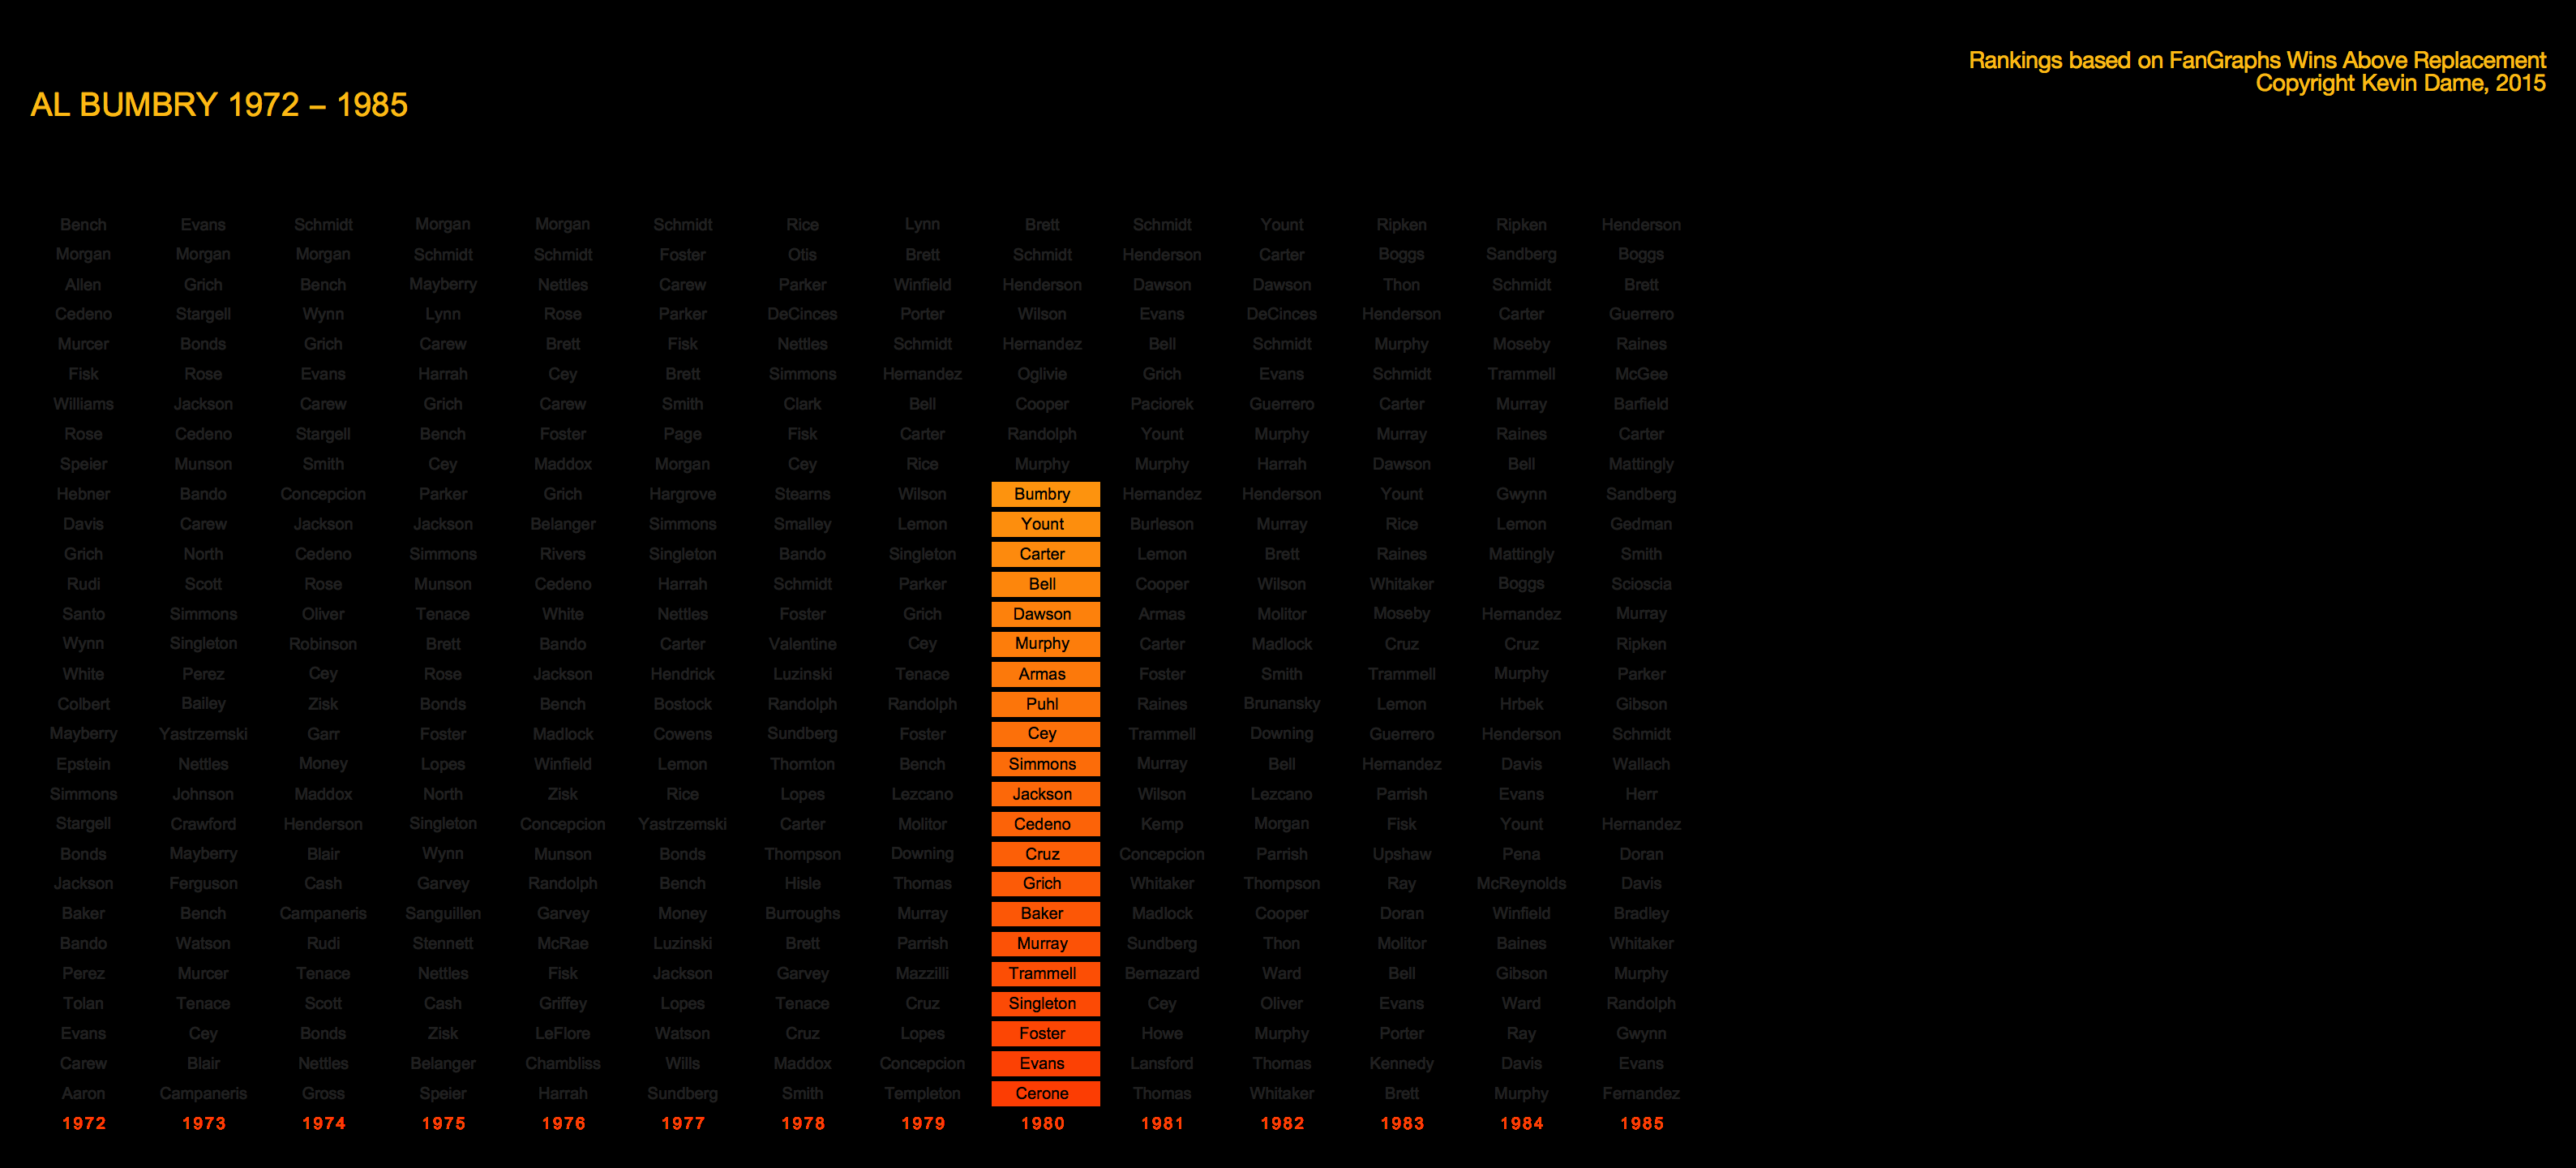 Rankings based on FanGraphs Wins Above Replacement
Copyright Kevin Dame, 2015
AL BUMBRY 1972 – 1985
Bench Evans Schmidt Morgan Morgan Schmidt Rice Lynn Brett Schmidt Yount Ripken Ripken Henderson
Morgan Morgan Morgan Schmidt Schmidt Foster Otis Brett Schmidt Henderson Carter Boggs Sandberg Boggs
Allen Grich Bench Mayberry Nettles Carew Parker Winfield Henderson Dawson Dawson Thon Schmidt Brett
Cedeno Stargell Wynn Lynn Rose Parker DeCinces Porter Wilson Evans DeCinces Henderson Carter Guerrero
Murcer Bonds Grich Carew Brett Fisk Nettles Schmidt Hernandez Bell Schmidt Murphy Moseby Raines
Fisk Rose Evans Harrah Cey Brett Simmons Hernandez Oglivie Grich Evans Schmidt Trammell McGee
Williams Jackson Carew Grich Carew Smith Clark Bell Cooper Paciorek Guerrero Carter Murray Barfield
Rose Cedeno Stargell Bench Foster Page Fisk Carter Randolph Yount Murphy Murray Raines Carter
Speier Munson Smith Cey Maddox Morgan Cey Rice Murphy Murphy Harrah Dawson Bell Mattingly
Hebner Bando Concepcion Parker Grich Hargrove Stearns Wilson Bumbry Hernandez Henderson Yount Gwynn Sandberg
Davis Carew Jackson Jackson Belanger Simmons Smalley Lemon Yount Burleson Murray Rice Lemon Gedman
Grich North Cedeno Simmons Rivers Singleton Bando Singleton Carter Lemon Brett Raines Mattingly Smith
Rudi Scott Rose Munson Cedeno Harrah Schmidt Parker Bell Cooper Wilson Whitaker Boggs Scioscia
Santo Simmons Oliver Tenace White Nettles Foster Grich Dawson Armas Molitor Moseby Hernandez Murray
Wynn Singleton Robinson Brett Bando Carter Valentine Cey Murphy Carter Madlock Cruz Cruz Ripken
White Perez Cey Rose Jackson Hendrick Luzinski Tenace Armas Foster Smith Trammell Murphy Parker
Colbert Bailey Zisk Bonds Bench Bostock Randolph Randolph Puhl Raines Brunansky Lemon Hrbek Gibson
Mayberry Yastrzemski Garr Foster Madlock Cowens Sundberg Foster Cey Trammell Downing Guerrero Henderson Schmidt
Epstein Nettles Money Lopes Winfield Lemon Thornton Bench Simmons Murray Bell Hernandez Davis Wallach
Simmons Johnson Maddox North Zisk Rice Lopes Lezcano Jackson Wilson Lezcano Parrish Evans Herr
Stargell Crawford Henderson Singleton Concepcion Yastrzemski Carter Molitor Cedeno Kemp Morgan Fisk Yount Hernandez
Bonds Mayberry Blair Wynn Munson Bonds Thompson Downing Cruz Concepcion Parrish Upshaw Pena Doran
Jackson Ferguson Cash Garvey Randolph Bench Hisle Thomas Grich Whitaker Thompson Ray McReynolds Davis
Baker Bench Campaneris Sanguillen Garvey Money Burroughs Murray Baker Madlock Cooper Doran Winfield Bradley
Bando Watson Rudi Stennett McRae Luzinski Brett Parrish Murray Sundberg Thon Molitor Baines Whitaker
Perez Murcer Tenace Nettles Fisk Jackson Garvey Mazzilli Trammell Bernazard Ward Bell Gibson Murphy
Tolan Tenace Scott Cash Griffey Lopes Tenace Cruz Singleton Cey Oliver Evans Ward Randolph
Evans Cey Bonds Zisk LeFlore Watson Cruz Lopes Foster Howe Murphy Porter Ray Gwynn
Carew Blair Nettles Belanger Chambliss Wills Maddox Concepcion Evans Lansford Thomas Kennedy Davis Evans
Aaron Campaneris Gross Speier Harrah Sundberg Smith Templeton Cerone Thomas Whitaker Brett Murphy Fernandez
1972 1973 1974 1975 1976 1977 1978 1979 1980 1981 1982 1983 1984 1985